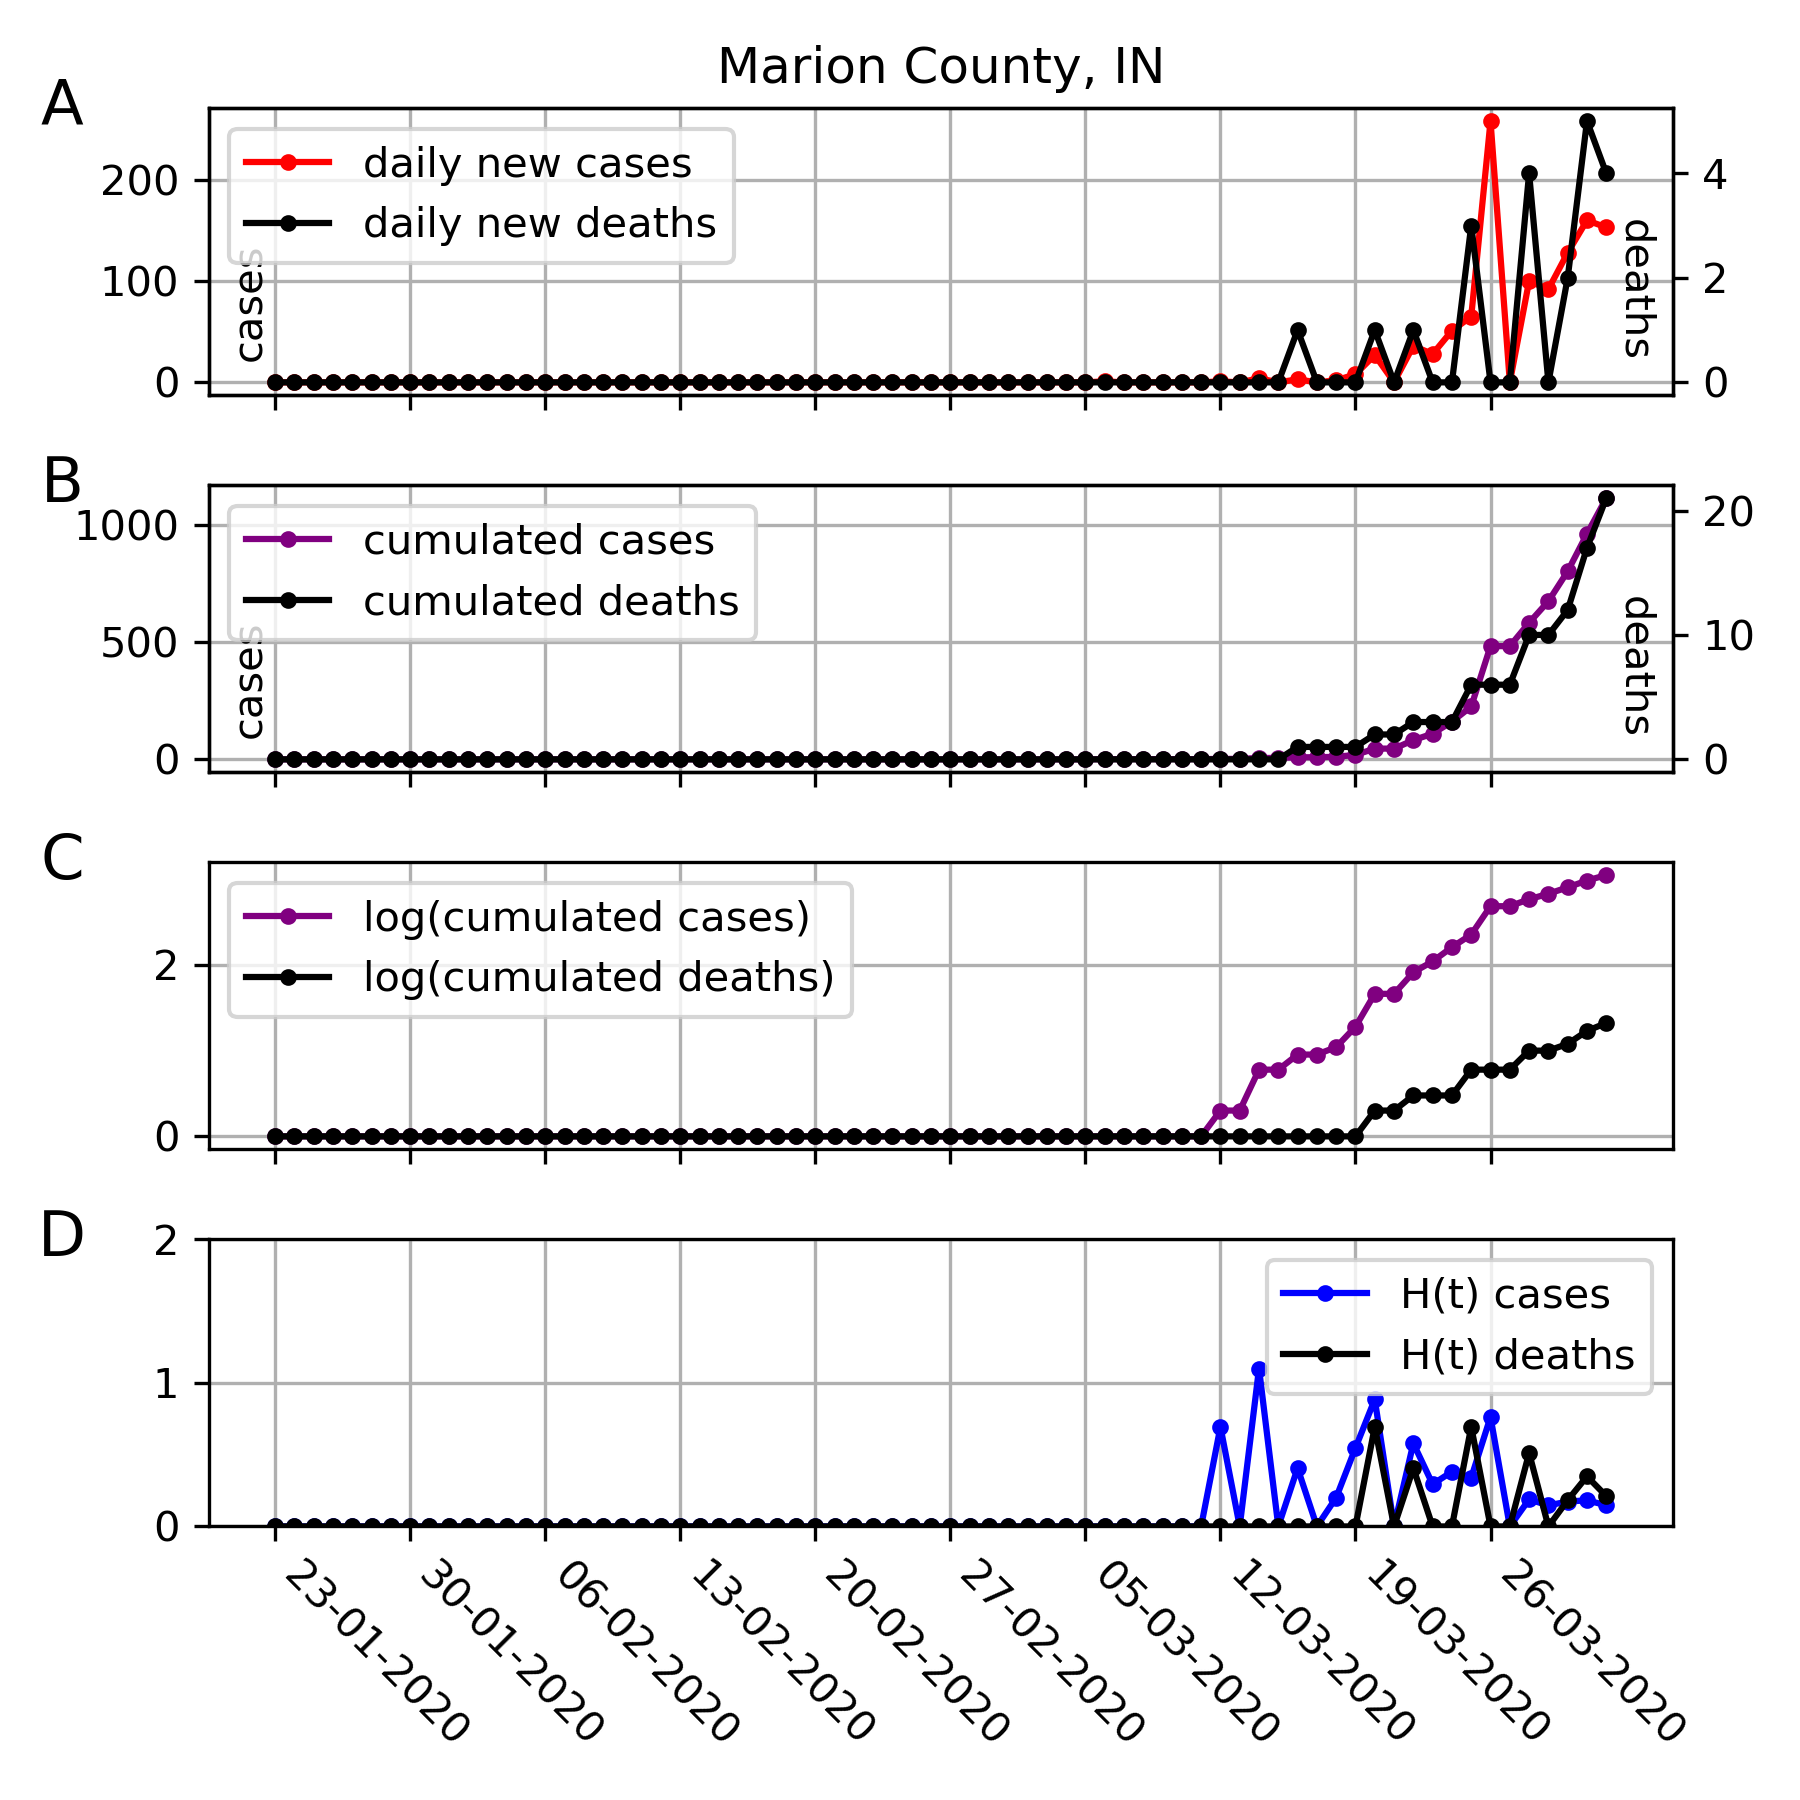 Marion County, IN
A
daily new cases
daily new deaths
200
100
0
cases
4
2
0
deaths
B
cumulated cases
cumulated deaths
1000
500
0
cases
20
10
0
deaths
C
log(cumulated cases)
log(cumulated deaths)
2
0
D
H(t) cases
H(t) deaths
2
1
0
23-01-2020
30-01-2020
06-02-2020
13-02-2020
20-02-2020
27-02-2020
05-03-2020
12-03-2020
19-03-2020
26-03-2020